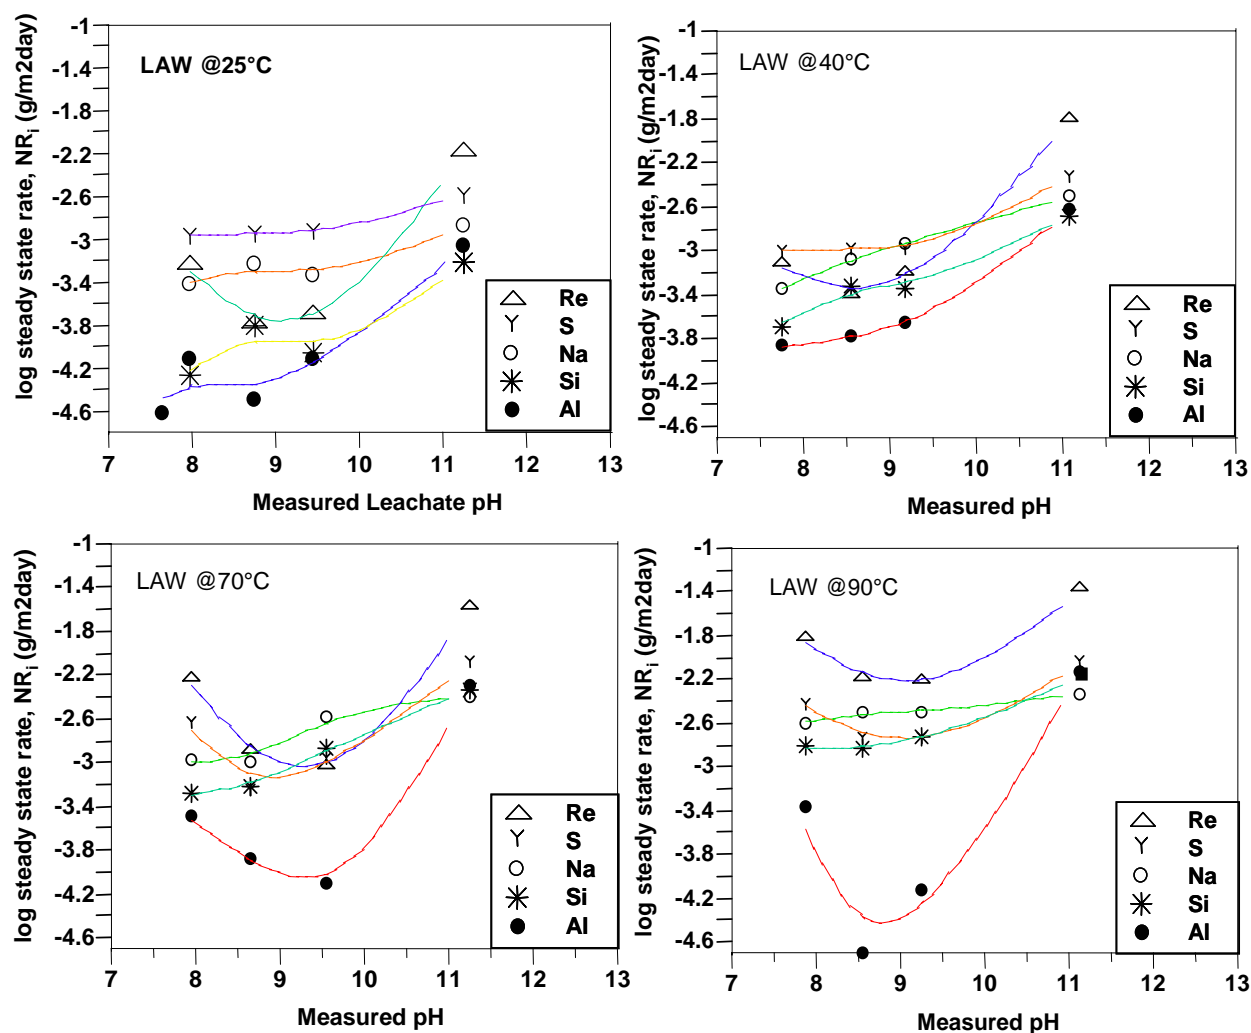 LAW @25°C
log steady state rate, NRi (g/m2day)
-1
-1.4
-1.8
-2.2
-2.6
-3
-3.4
-3.8
-4.2
-4.6
7 8 9 10 11 12 13
Measured Leachate pH
Re
S
Na
Si
Al
LAW @40°C
log steady state rate, NRi (g/m2day)
-1
-1.4
-1.8
-2.2
-2.6
-3
-3.4
-3.8
-4.2
-4.6
7 8 9 10 11 12 13
Measured pH
Re
S
Na
Si
Al
LAW @70°C
log steady state rate, NRi (g/m2day)
-1
-1.4
-1.8
-2.2
-2.6
-3
-3.4
-3.8
-4.2
-4.6
7 8 9 10 11 12 13
Measured pH
Re
S
Na
Si
Al
LAW @90°C
log steady state rate, NRi (g/m2day)
-1
-1.4
-1.8
-2.2
-2.6
-3
-3.4
-3.8
-4.2
-4.6
7 8 9 10 11 12 13
Measured pH
Re
S
Na
Si
Al